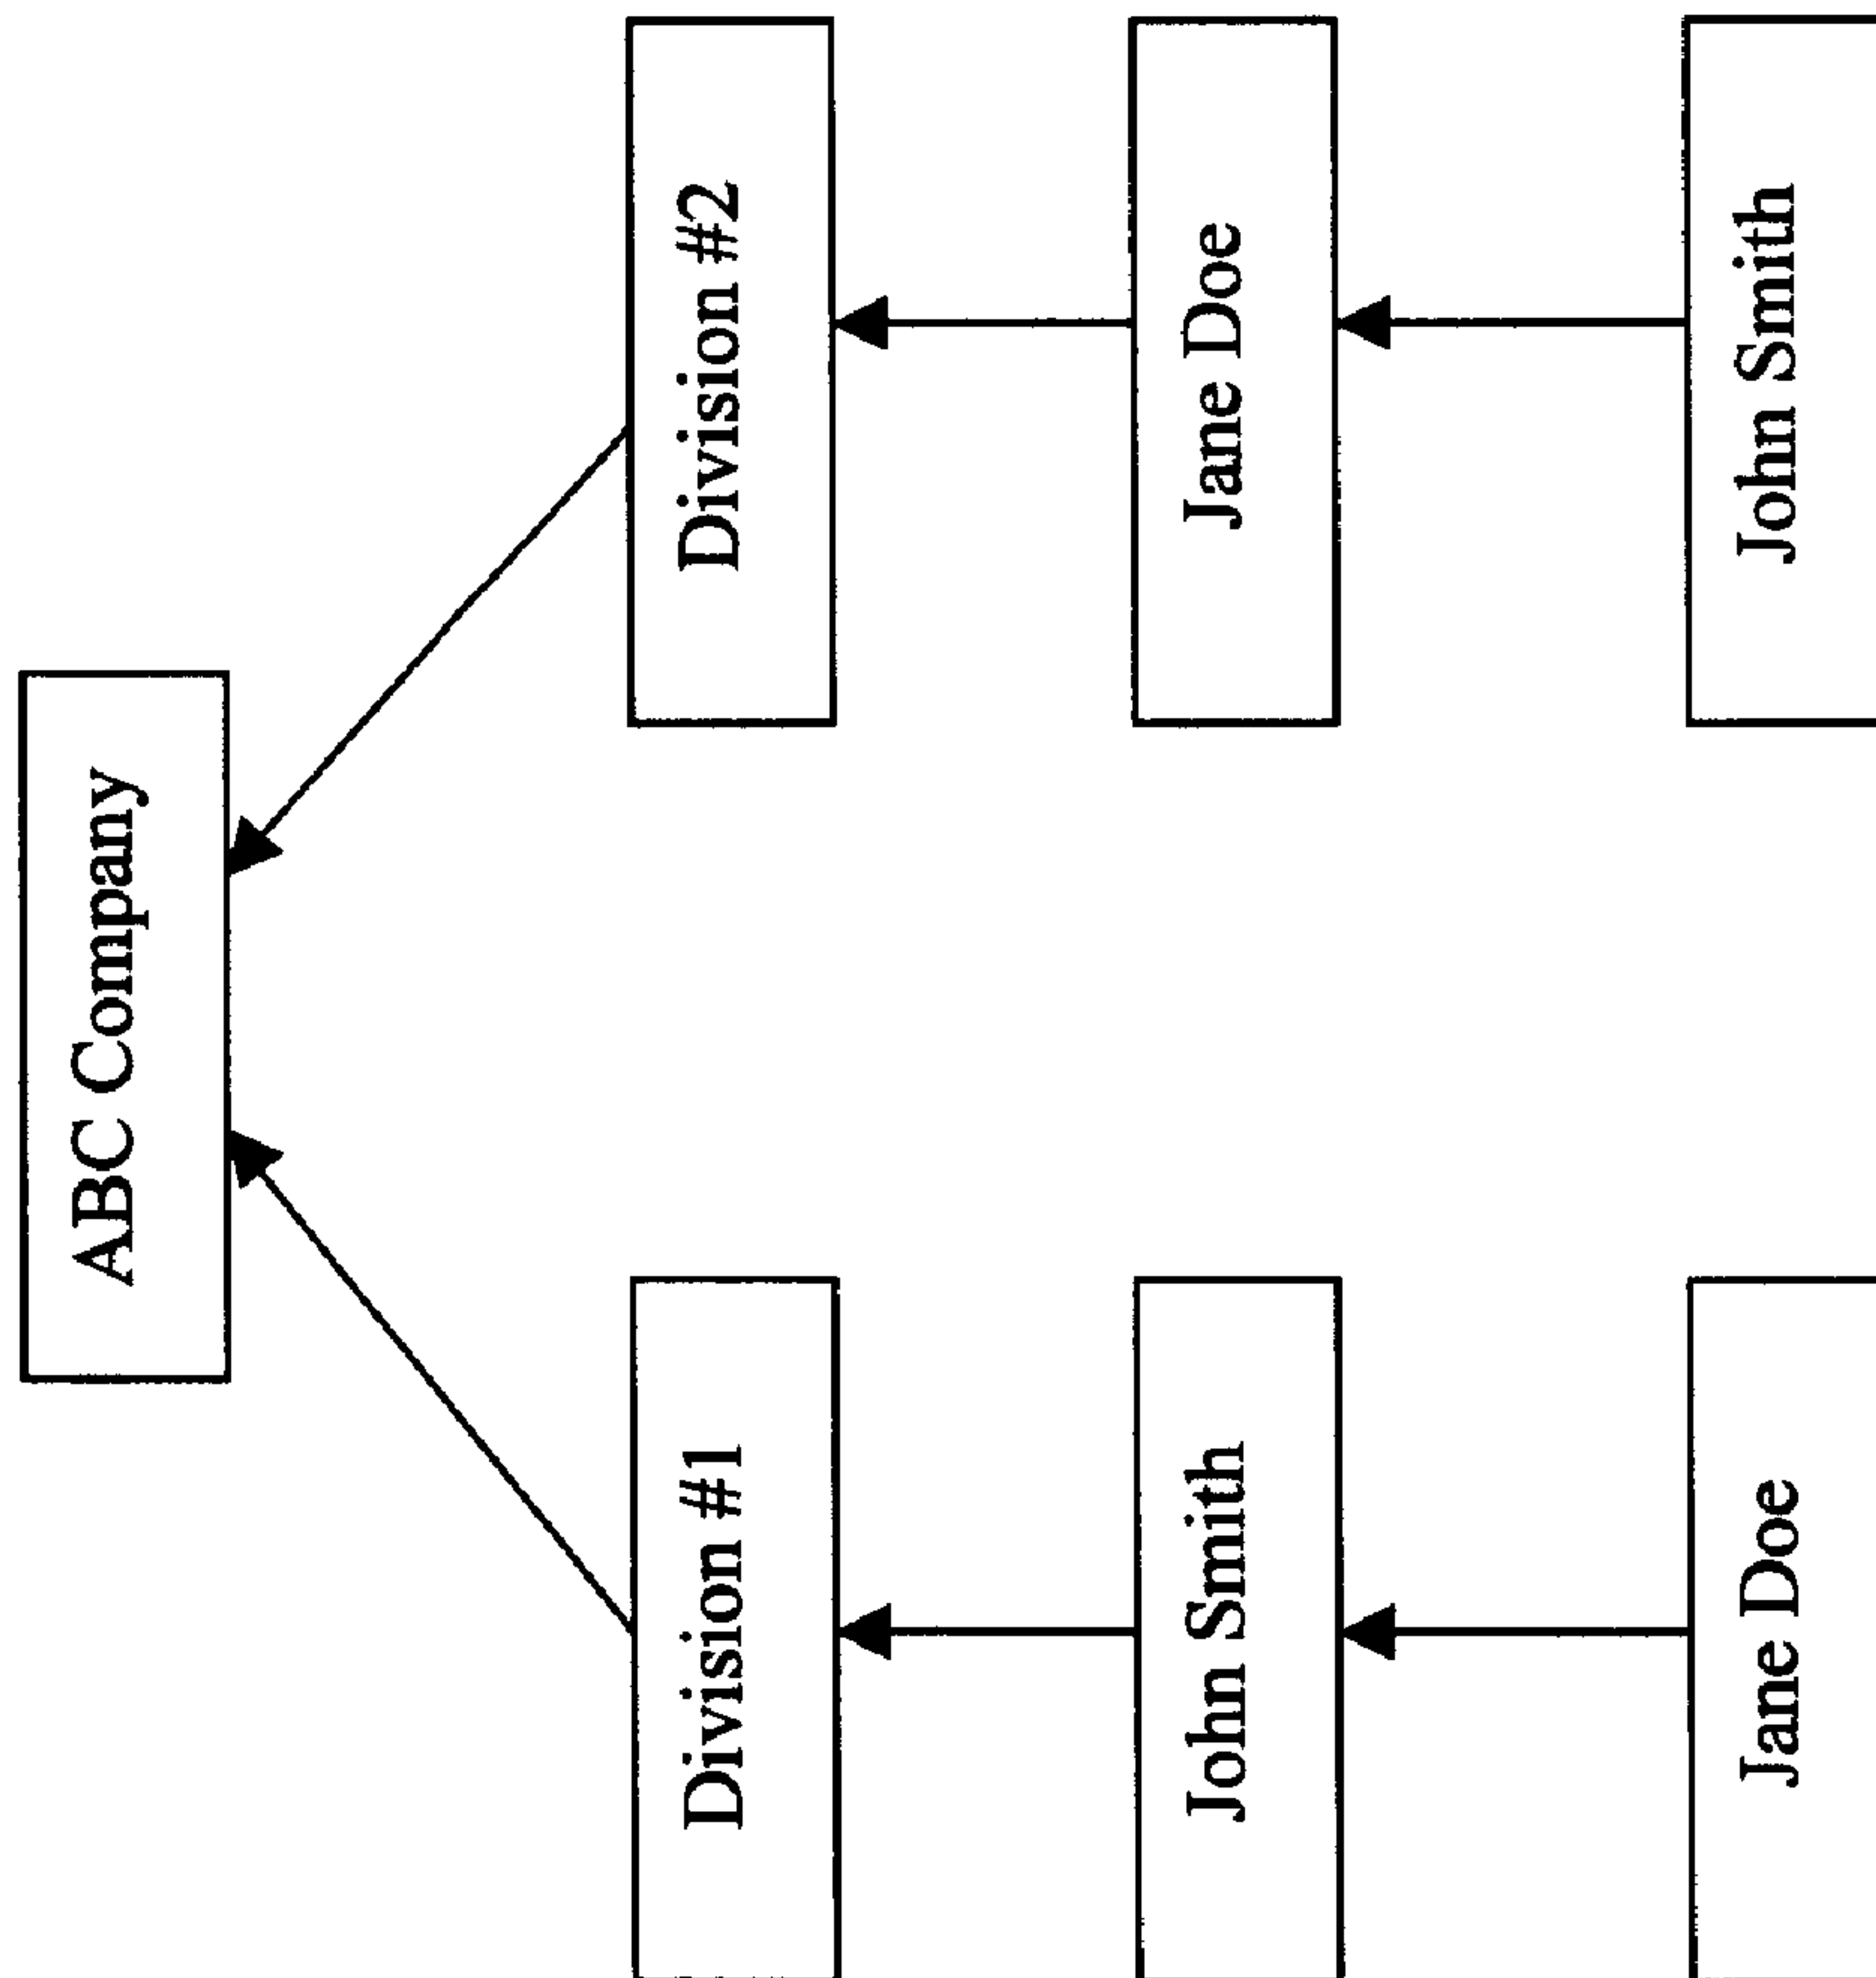 ABC Company
Division #1
Division #2
John Smith
Jane Doe
Jane Doe
John Smith